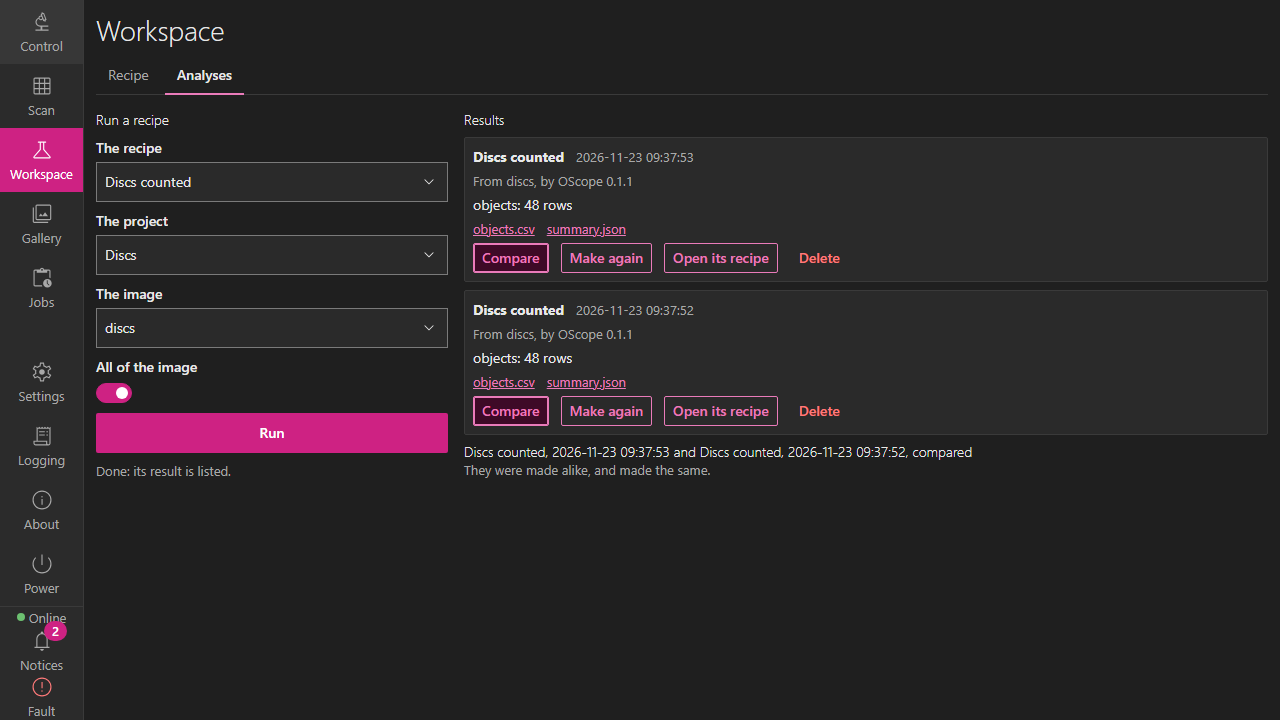 Control
Scan
Workspace
Gallery
Jobs
Settings
Logging
About
Power
Online
2
Notices
Fault
Workspace
Recipe
Analyses
Run a recipe
The recipe
Discs counted
The project
Discs
The image
discs
All of the image
Run
Done: its result is listed.
Results
Discs counted 2026-11-23 09:37:53
From discs, by OScope 0.1.1
objects: 48 rows
objects.csv summary.json
Compare Make again Open its recipe Delete
Discs counted 2026-11-23 09:37:52
From discs, by OScope 0.1.1
objects: 48 rows
objects.csv summary.json
Compare Make again Open its recipe Delete
Discs counted, 2026-11-23 09:37:53 and Discs counted, 2026-11-23 09:37:52, compared
They were made alike, and made the same.